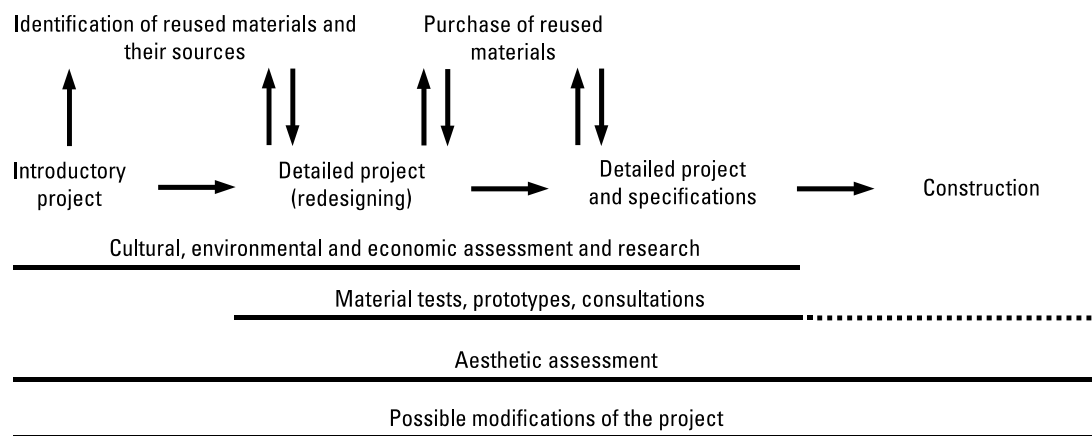 Identification of reused materials and
their sources
Purchase of reused
materials
Introductory
project
Detailed project
(redesigning)
Detailed project
and specifications
Construction
Cultural, environmental and economic assessment and research
Material tests, prototypes, consultations
Aesthetic assessment
Possible modifications of the project